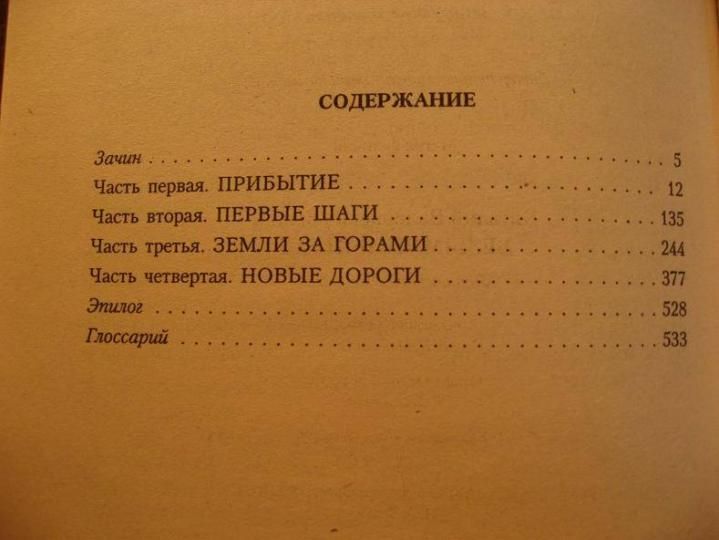 СОДЕРЖАНИЕ
Зачин . . . . . . . . . . . . . . . . . . . . . . . . . . . . . . . . . 5
Часть первая. ПРИБЫТИЕ . . . . . . . . . . . . . . . . . . . . 12
Часть вторая. ПЕРВЫЕ ШАГИ . . . . . . . . . . . . . . . . . 135
Часть третья. ЗЕМЛИ ЗА ГОРАМИ . . . . . . . . . . . . . . 244
Часть четвертая. НОВЫЕ ДОРОГИ . . . . . . . . . . . . . . 377
Эпилог . . . . . . . . . . . . . . . . . . . . . . . . . . . . . . . . 528
Глоссарий . . . . . . . . . . . . . . . . . . . . . . . . . . . . . . 533